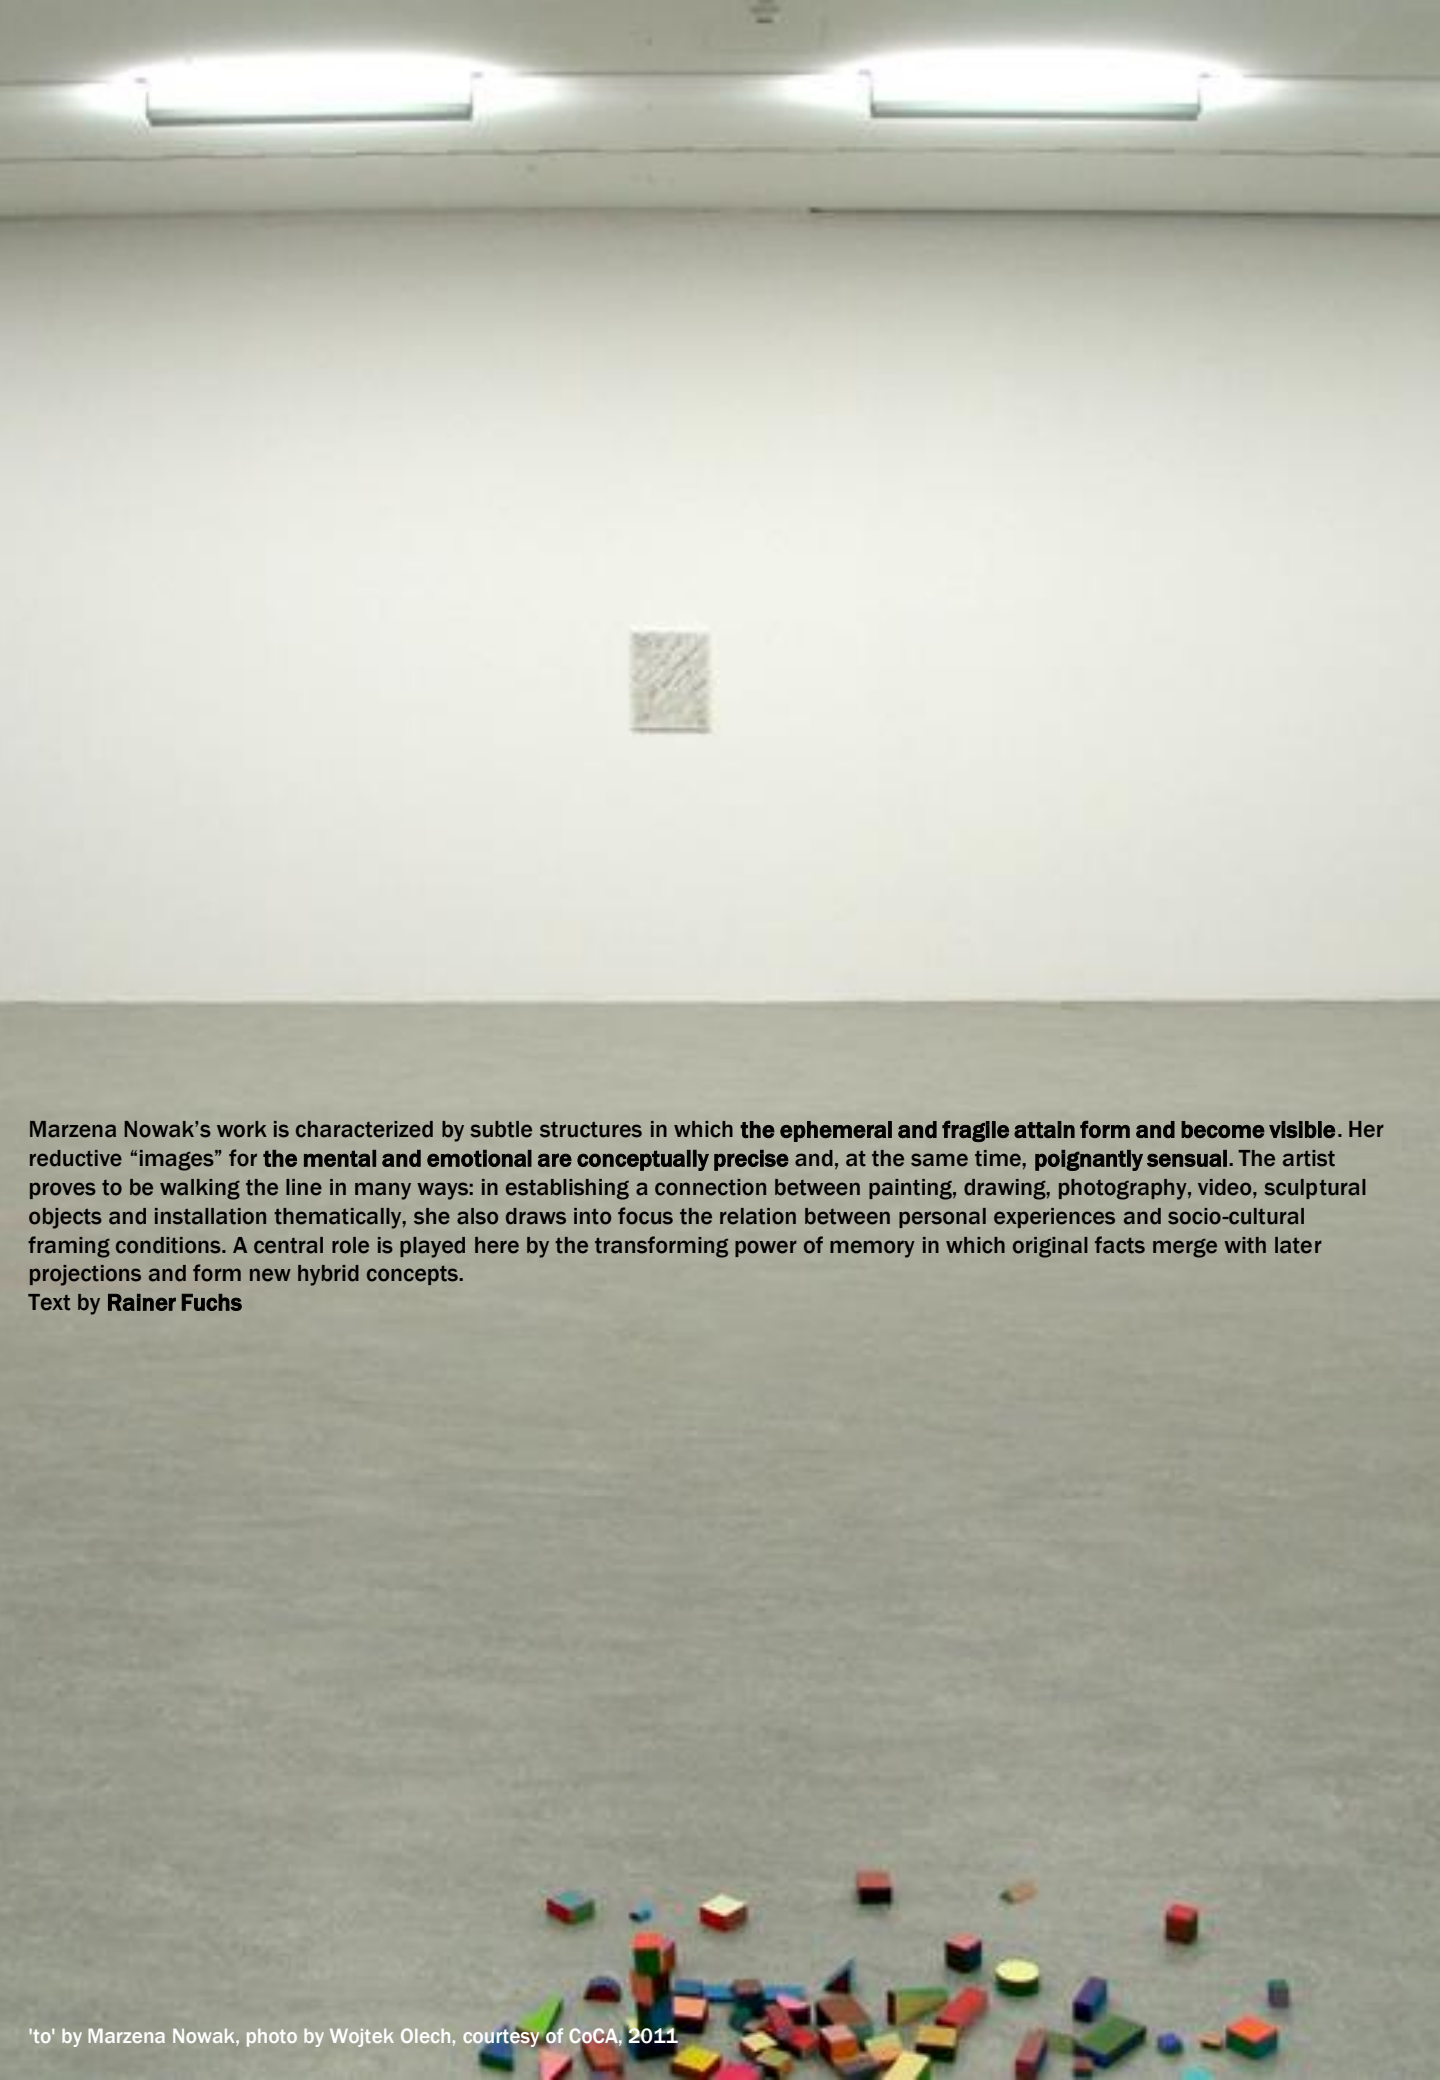 Marzena Nowak’s work is characterized by subtle structures in which the ephemeral and fragile attain form and become visible. Her
reductive “images” for the mental and emotional are conceptually precise and, at the same time, poignantly sensual. The artist
proves to be walking the line in many ways: in establishing a connection between painting, drawing, photography, video, sculptural
objects and installation thematically, she also draws into focus the relation between personal experiences and socio-cultural
framing conditions. A central role is played here by the transforming power of memory in which original facts merge with later
projections and form new hybrid concepts.
Text by Rainer Fuchs
'to' by Marzena Nowak, photo by Wojtek Olech, courtesy of CoCA, 2011